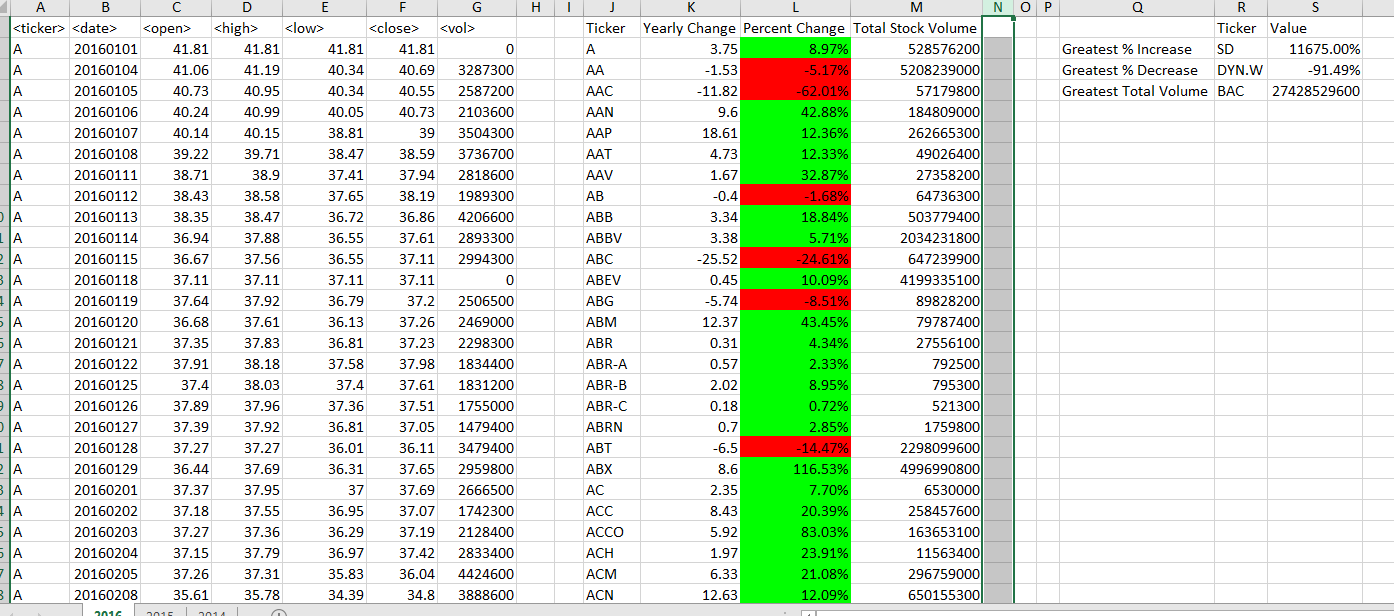 A B C D E F G H I J K L M N O P Q R S
<ticker> <date> <open> <high> <low> <close> <vol> Ticker Yearly Change Percent Change Total Stock Volume Ticker Value
A 20160101 41.81 41.81 41.81 41.81 0 A 3.75 8.97% 528576200 Greatest % Increase SD 11675.00%
A 20160104 41.06 41.19 40.34 40.69 3287300 AA -1.53 -5.17% 5208239000 Greatest % Decrease DYN.W -91.49%
A 20160105 40.73 40.95 40.34 40.55 2587200 AAC -11.82 -62.01% 57179800 Greatest Total Volume BAC 27428529600
A 20160106 40.24 40.99 40.05 40.73 2103600 AAN 9.6 42.88% 184809000
A 20160107 40.14 40.15 38.81 39 3504300 AAP 18.61 12.36% 262665300
A 20160108 39.22 39.71 38.47 38.59 3736700 AAT 4.73 12.33% 49026400
A 20160111 38.71 38.9 37.41 37.94 2818600 AAV 1.67 32.87% 27358200
A 20160112 38.43 38.58 37.65 38.19 1989300 AB -0.4 -1.68% 64736300
A 20160113 38.35 38.47 36.72 36.86 4206600 ABB 3.34 18.84% 503779400
A 20160114 36.94 37.88 36.55 37.61 2893300 ABBV 3.38 5.71% 2034231800
A 20160115 36.67 37.56 36.55 37.11 2994300 ABC -25.52 -24.61% 647239900
A 20160118 37.11 37.11 37.11 37.11 0 ABEV 0.45 10.09% 4199335100
A 20160119 37.64 37.92 36.79 37.2 2506500 ABG -5.74 -8.51% 89828200
A 20160120 36.68 37.61 36.13 37.26 2469000 ABM 12.37 43.45% 79787400
A 20160121 37.35 37.83 36.81 37.23 2298300 ABR 0.31 4.34% 27556100
A 20160122 37.91 38.18 37.58 37.98 1834400 ABR-A 0.57 2.33% 792500
A 20160125 37.4 38.03 37.4 37.61 1831200 ABR-B 2.02 8.95% 795300
A 20160126 37.89 37.96 37.36 37.51 1755000 ABR-C 0.18 0.72% 521300
A 20160127 37.39 37.92 36.81 37.05 1479400 ABRN 0.7 2.85% 1759800
A 20160128 37.27 37.27 36.01 36.11 3479400 ABT -6.5 -14.47% 2298099600
A 20160129 36.44 37.69 36.31 37.65 2959800 ABX 8.6 116.53% 4996990800
A 20160201 37.37 37.95 37 37.69 2666500 AC 2.35 7.70% 6530000
A 20160202 37.18 37.55 36.95 37.07 1742300 ACC 8.43 20.39% 258457600
A 20160203 37.27 37.36 36.29 37.19 2128400 ACCO 5.92 83.03% 163653100
A 20160204 37.15 37.79 36.97 37.42 2833400 ACH 1.97 23.91% 11563400
A 20160205 37.26 37.31 35.83 36.04 4424600 ACM 6.33 21.08% 296759000
A 20160208 35.61 35.78 34.39 34.8 3888600 ACN 12.63 12.09% 650155300
2016 2015 2014